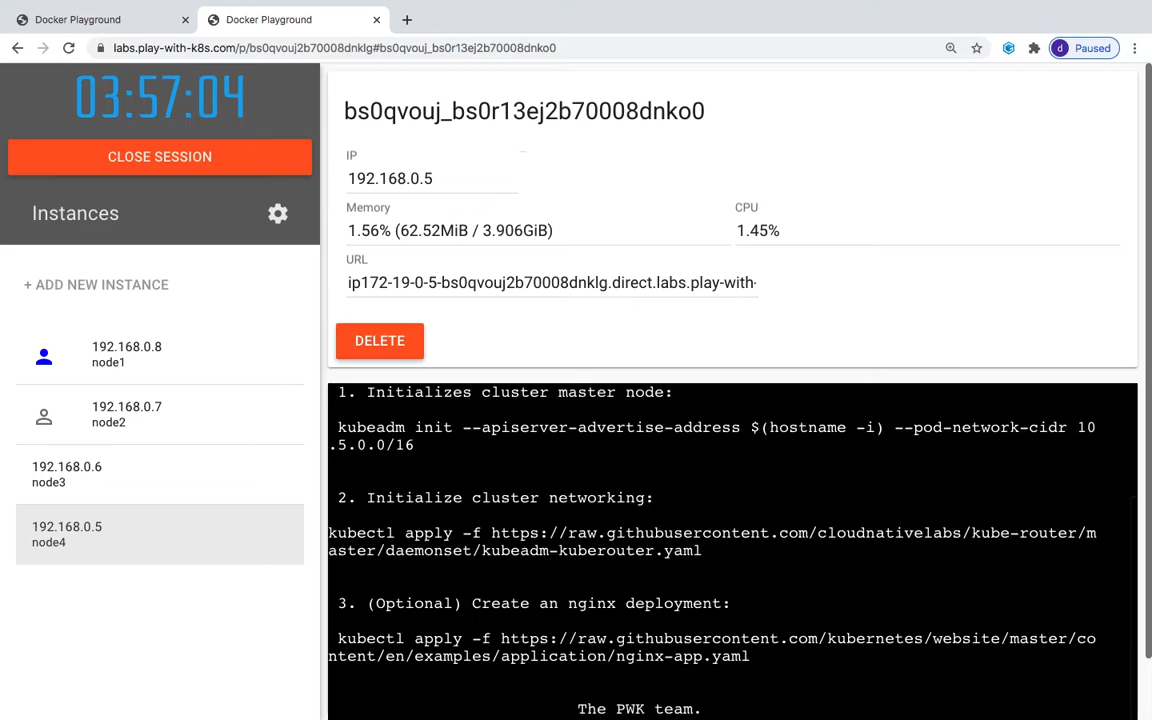 Docker Playground
Docker Playground
labs.play-with-k8s.com/p/bs0qvouj2b70008dnklg#bs0qvouj_bs0r13ej2b70008dnko0
d Paused
03:57:04
CLOSE SESSION
Instances
+ ADD NEW INSTANCE
192.168.0.8
node1
192.168.0.7
node2
192.168.0.6
node3
192.168.0.5
node4
bs0qvouj_bs0r13ej2b70008dnko0
IP
192.168.0.5
Memory
1.56% (62.52MiB / 3.906GiB)
CPU
1.45%
URL
ip172-19-0-5-bs0qvouj2b70008dnklg.direct.labs.play-with-
DELETE
1. Initializes cluster master node:
kubeadm init --apiserver-advertise-address $(hostname -i) --pod-network-cidr 10
.5.0.0/16
2. Initialize cluster networking:
kubectl apply -f https://raw.githubusercontent.com/cloudnativelabs/kube-router/m
aster/daemonset/kubeadm-kuberouter.yaml
3. (Optional) Create an nginx deployment:
kubectl apply -f https://raw.githubusercontent.com/kubernetes/website/master/co
ntent/en/examples/application/nginx-app.yaml
The PWK team.